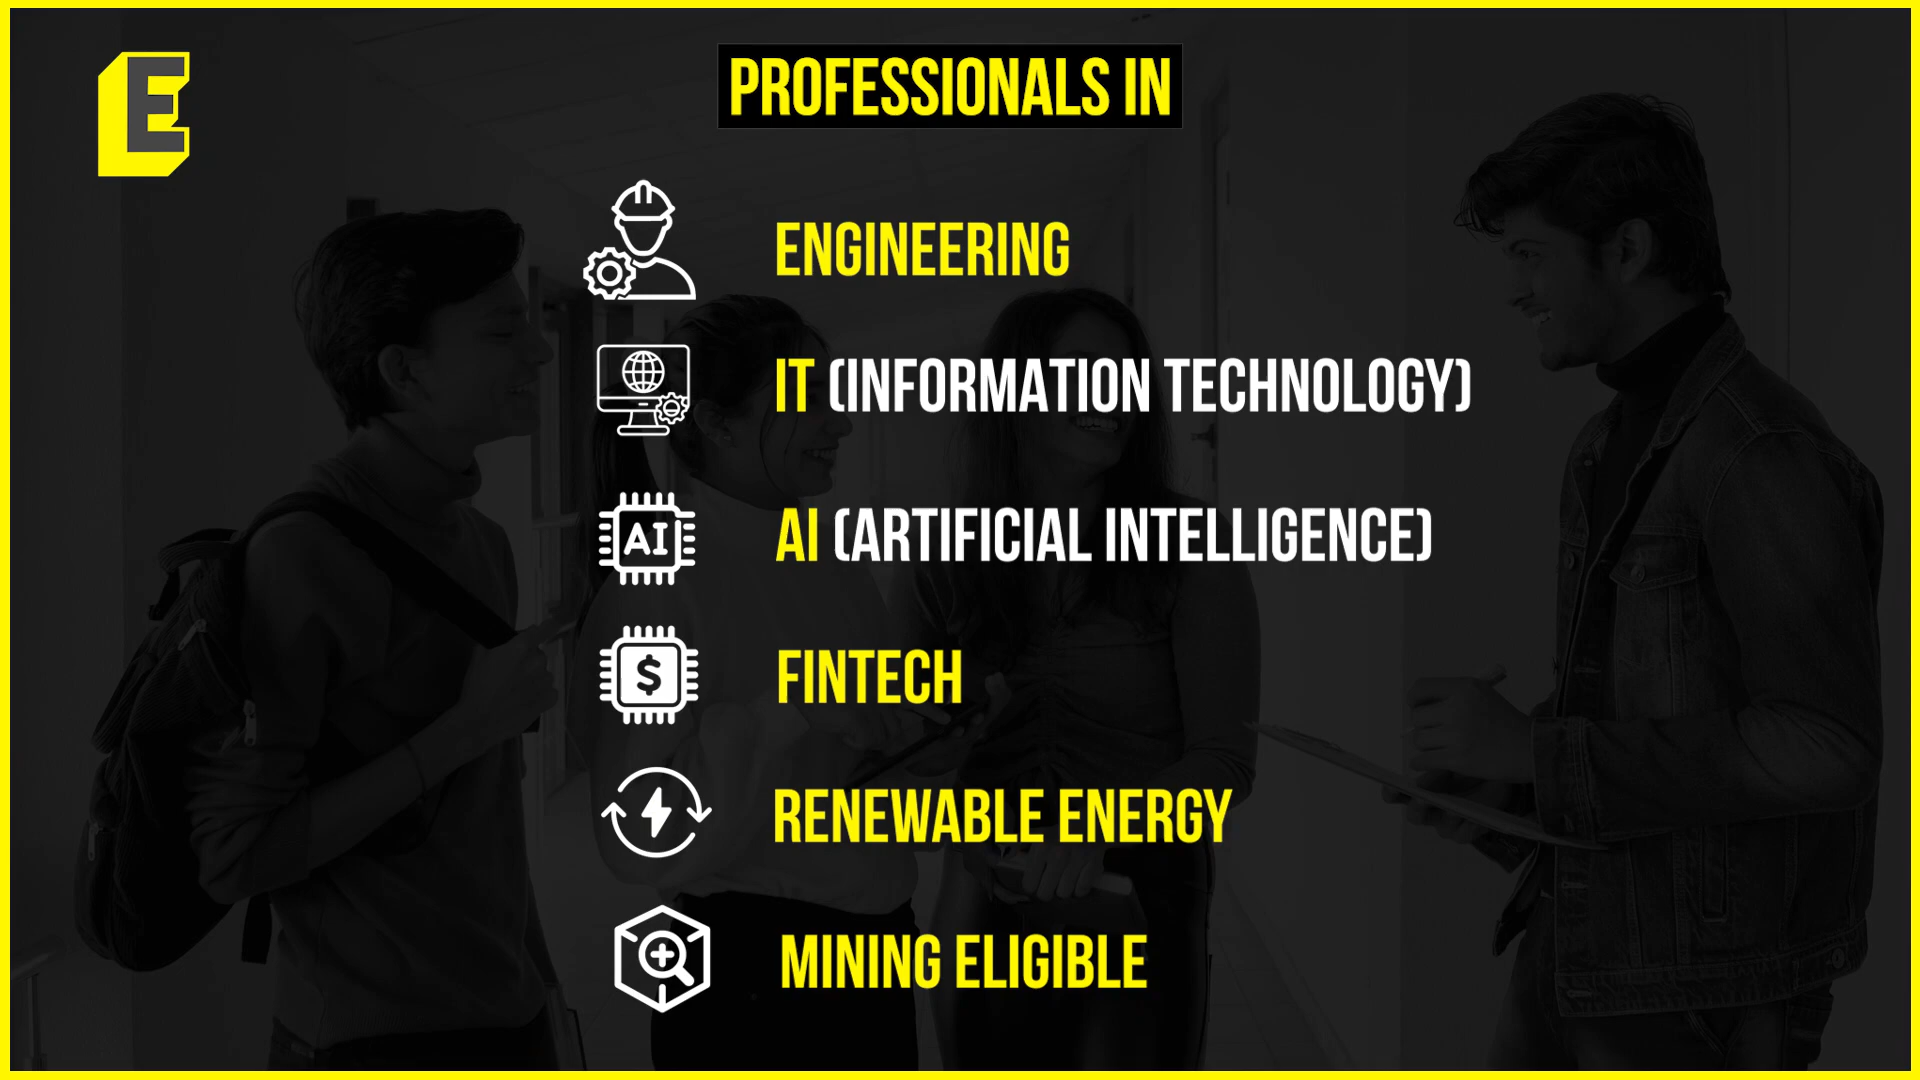 E
PROFESSIONALS IN
ENGINEERING
IT (INFORMATION TECHNOLOGY)
AI
AI (ARTIFICIAL INTELLIGENCE)
$
FINTECH
RENEWABLE ENERGY
MINING ELIGIBLE